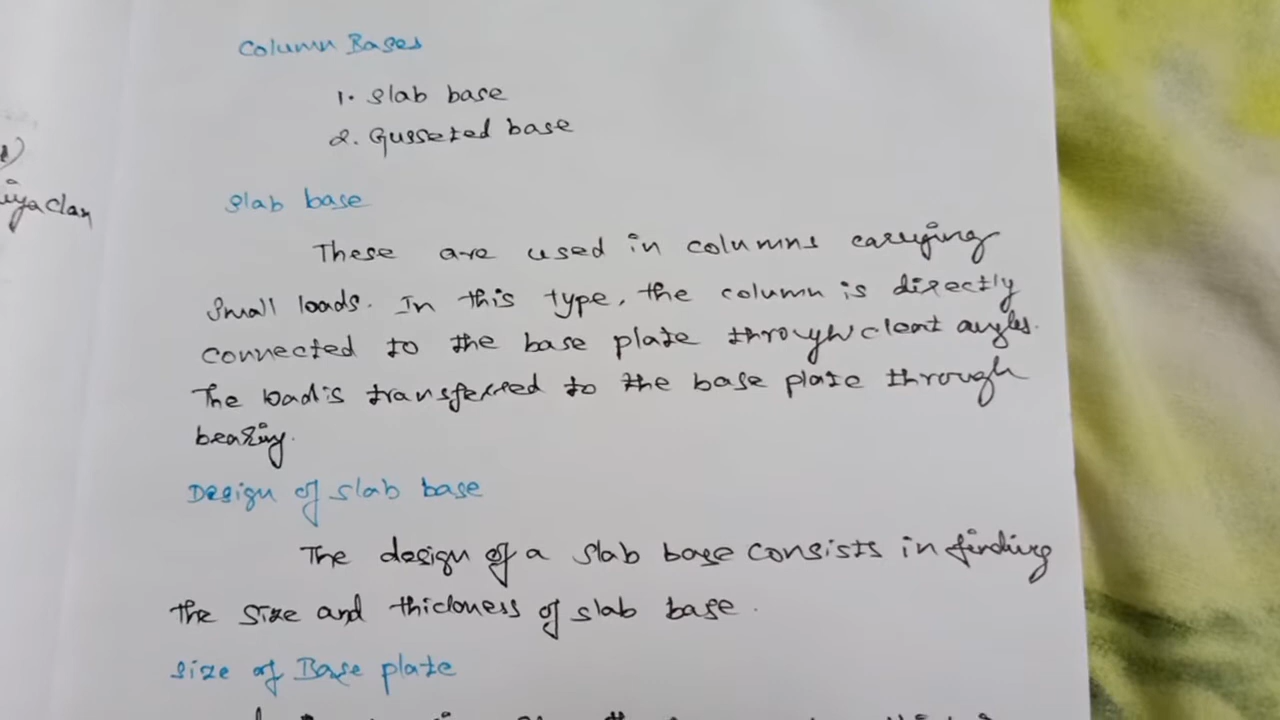 Column Bases
1. Slab base
2. Gusseted base
Slab base
These are used in columns carrying
small loads. In this type, the column is directly
connected to the base plate through cleat angles.
The load is transferred to the base plate through
bearing.
Design of slab base
The design of a slab base consists in finding
the size and thickness of slab base.
Size of Base plate